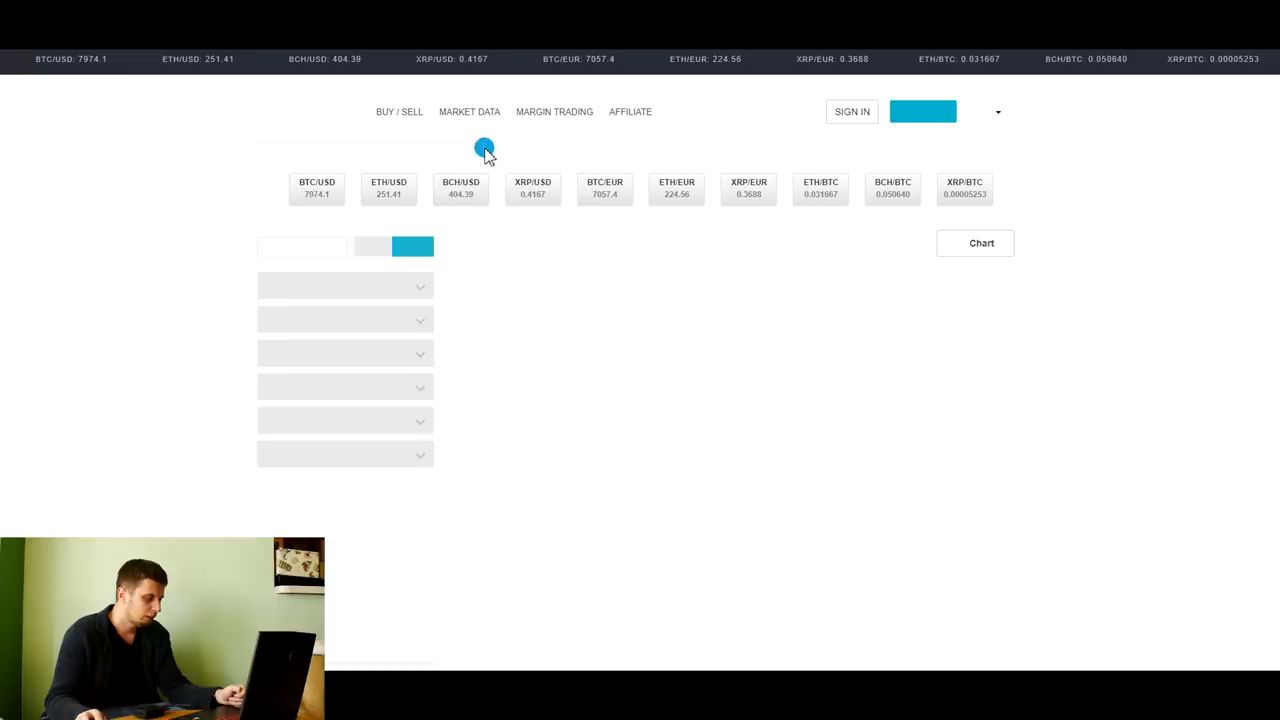 BTC/USD: 7974.1 ETH/USD: 251.41 BCH/USD: 404.39 XRP/USD: 0.4167 BTC/EUR: 7057.4 ETH/EUR: 224.56 XRP/EUR: 0.3688 ETH/BTC: 0.031667 BCH/BTC: 0.050640 XRP/BTC: 0.00005253
BUY / SELL MARKET DATA MARGIN TRADING AFFILIATE SIGN IN
BTC/USD ETH/USD BCH/USD XRP/USD BTC/EUR ETH/EUR XRP/EUR ETH/BTC BCH/BTC XRP/BTC
7974.1 251.41 404.39 0.4167 7057.4 224.56 0.3688 0.031667 0.050640 0.00005253
Chart